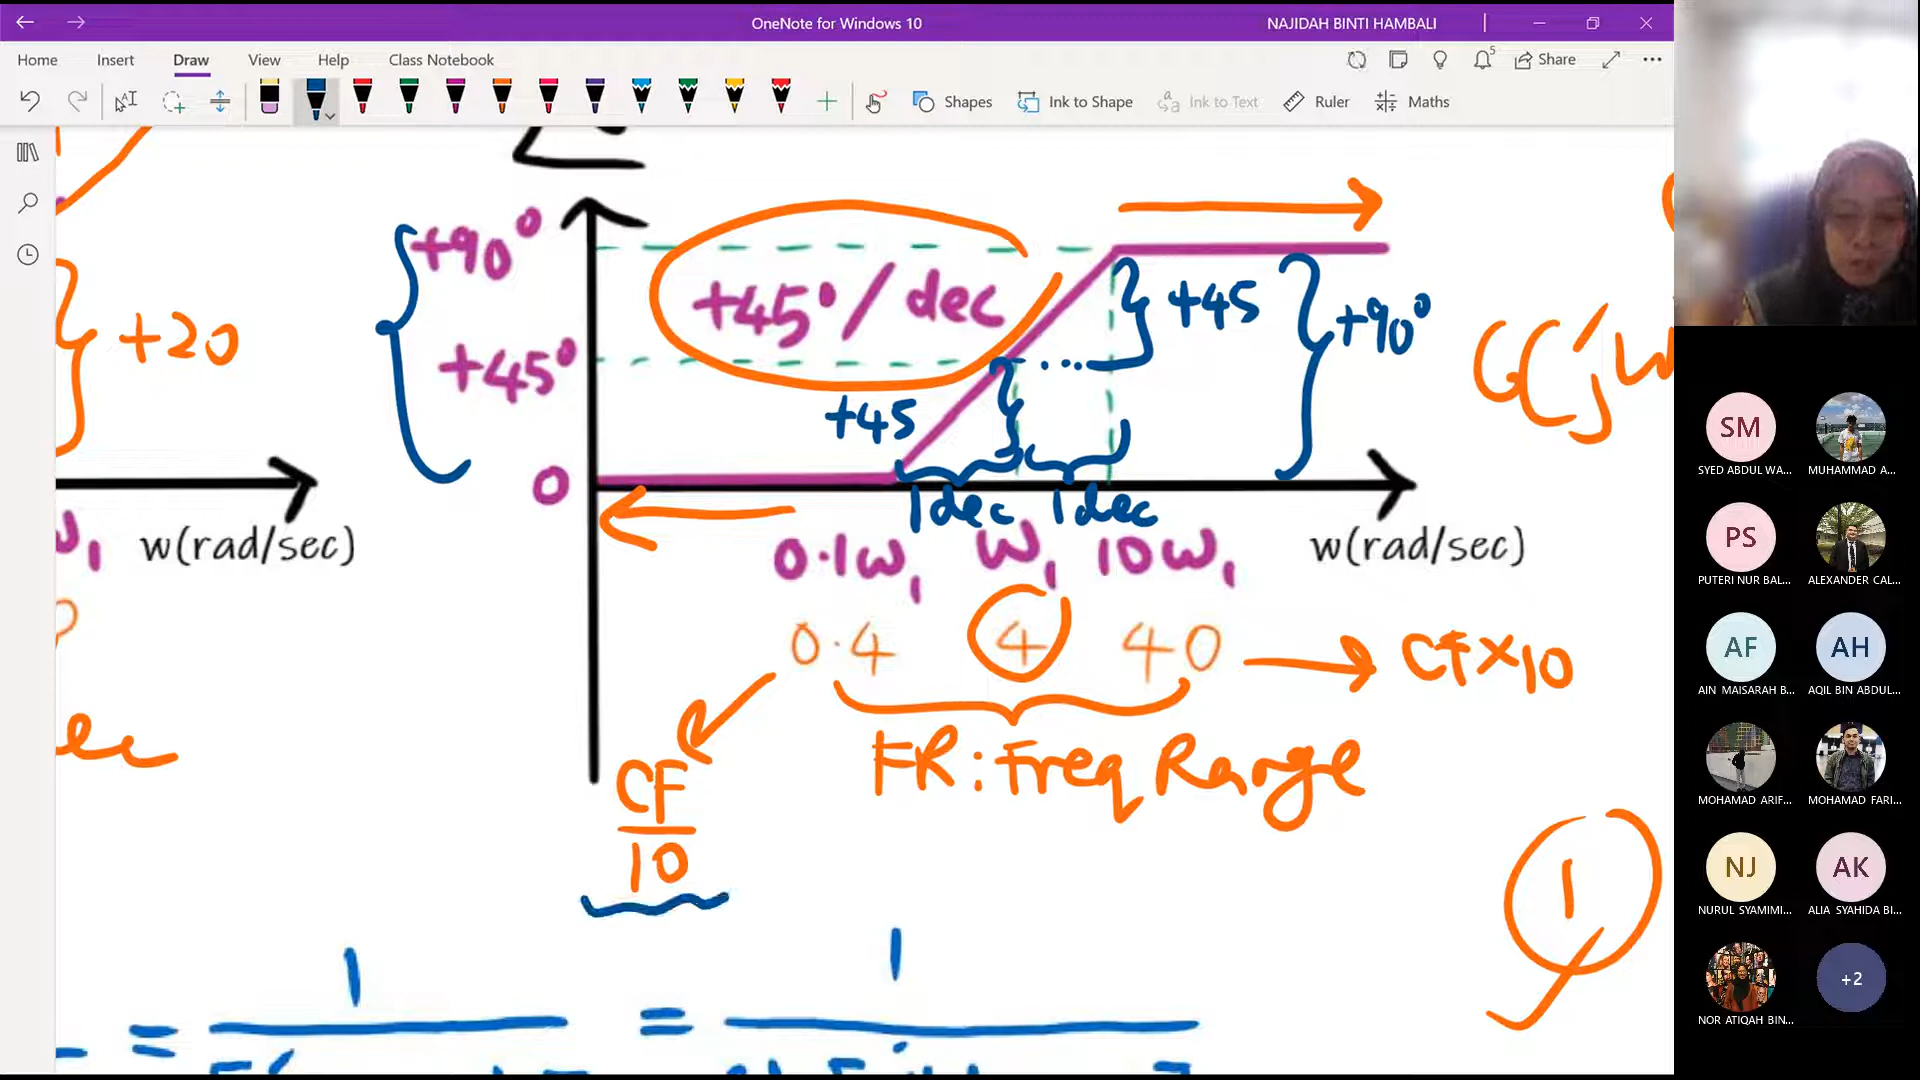 OneNote for Windows 10
NAJIDAH BINTI HAMBALI
Home Insert Draw View Help Class Notebook
5
Share
Shapes Ink to Shape Ink to Text Ruler Maths
+90°
+45°/dec
+45
+90°
+20
+45°
+45
0
1dec 1dec
w(rad/sec)
0.1w1 w1 10w1
w(rad/sec)
0.4 4 40
CF×10
FR: Freq Range
CF
10
1
1
1
=
=
SM
SYED ABDUL WA...
MUHAMMAD A...
PS
PUTERI NUR BAL...
ALEXANDER CAL...
AF
AIN MAISARAH B...
AH
AQIL BIN ABDUL...
MOHAMAD ARIF...
MOHAMAD FARI...
NJ
NURUL SYAMIMI...
AK
ALIA SYAHIDA BI...
NOR ATIQAH BIN...
+2